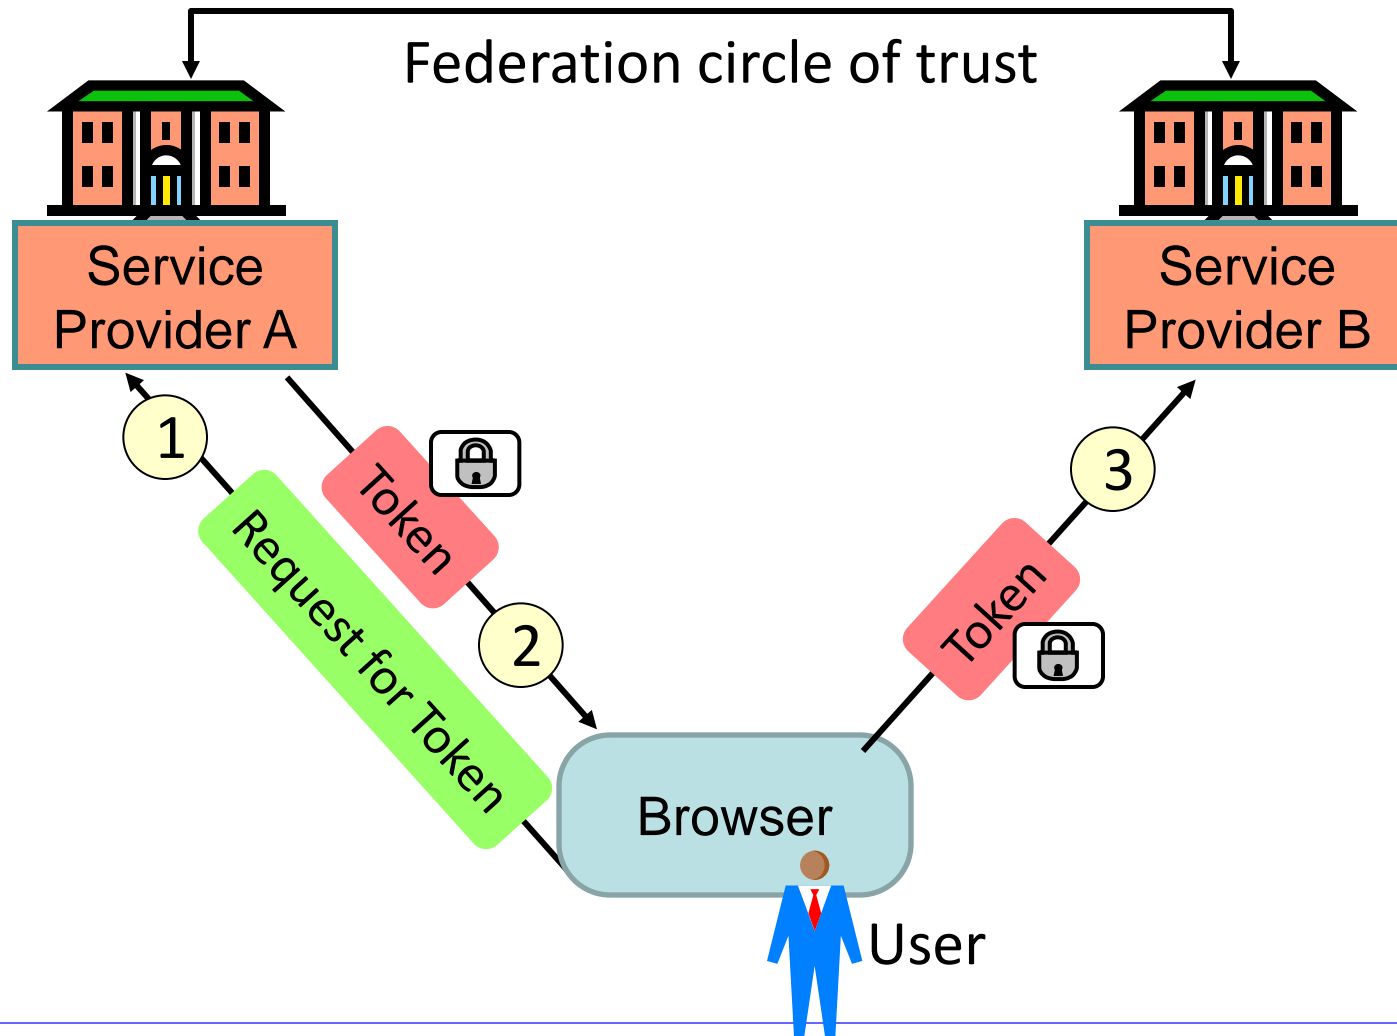 Federation circle of trust
Service
Provider A
Service
Provider B
1
Token
3
Request for Token
2
Token
Browser
User